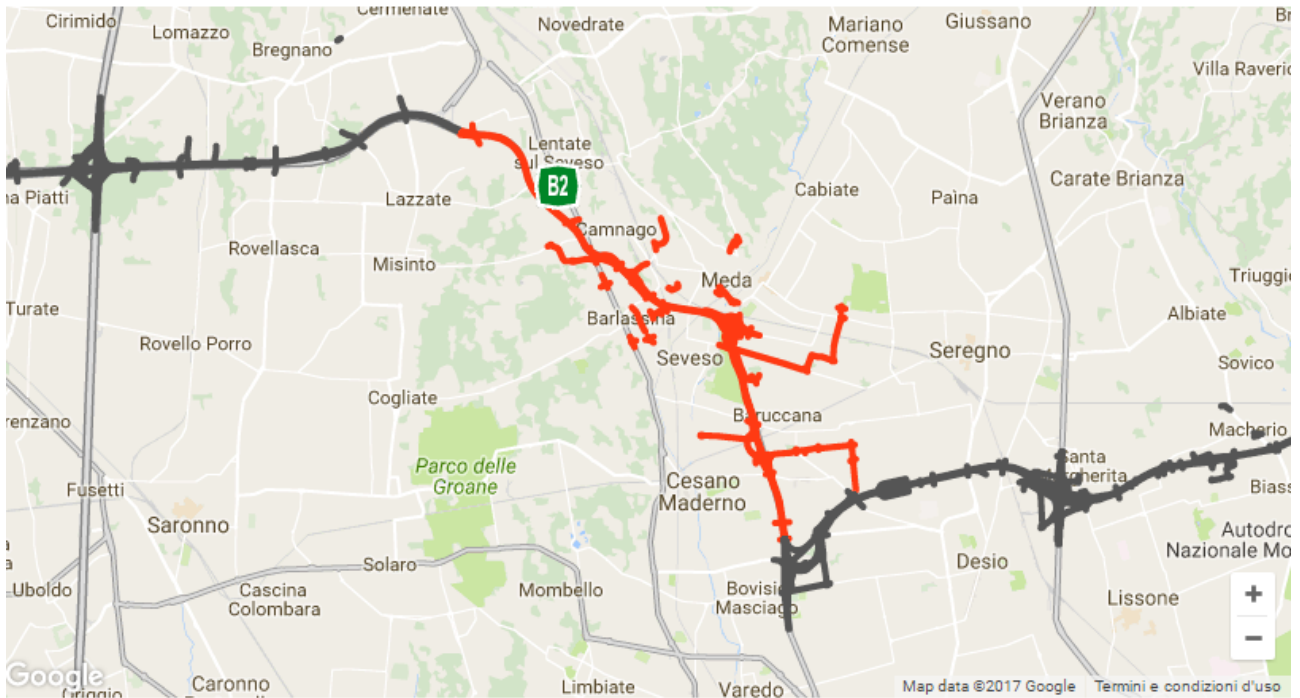 Cirimido
Lomazzo
Cermenate
Bregnano
Novedrate
Mariano
Comense
Giussano
Villa Raveric
Verano
Brianza
Lentate
sul Seveso
B2
na Piatti
Lazzate
Cabiate
Paìna
Carate Brianza
Camnago
Rovellasca
Misinto
Meda
Triuggio
Turate
Barlassina
Albiate
Rovello Porro
Seveso
Seregno
Sovico
Cogliate
Baruccana
renzano
Macherio
Parco delle
Groane
Santa
Margherita
Fusetti
Cesano
Maderno
Biass
Saronno
Autodro
Nazionale Mo
Solaro
Desio
Uboldo
Cascina
Colombara
Mombello
Bovisio
Masciago
Lissone
+
−
Google
Origgio
Caronno
Limbiate
Varedo
Map data ©2017 Google
Termini e condizioni d'uso